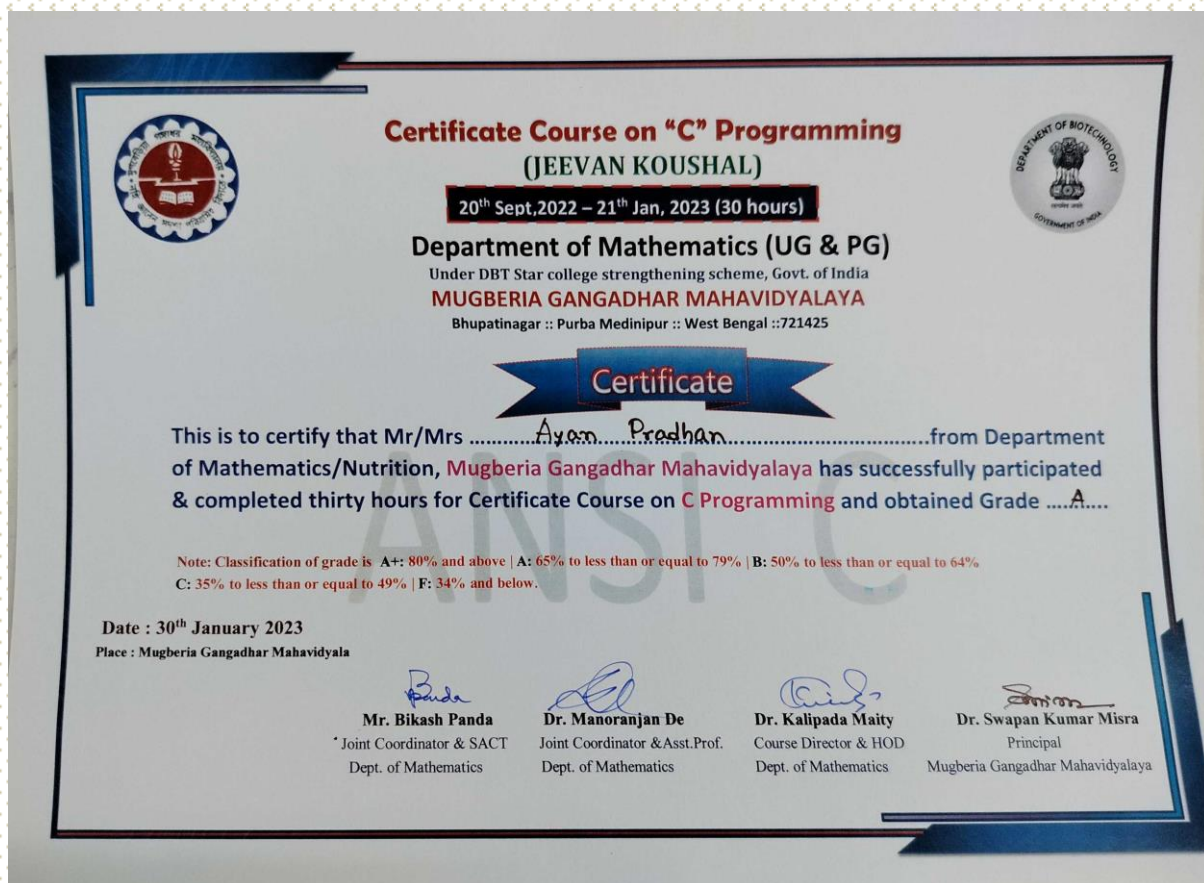 Certificate Course on “C” Programming
(JEEVAN KOUSHAL)
20th Sept,2022 – 21th Jan, 2023 (30 hours)
Department of Mathematics (UG & PG)
Under DBT Star college strengthening scheme, Govt. of India
MUGBERIA GANGADHAR MAHAVIDYALAYA
Bhupatinagar :: Purba Medinipur :: West Bengal ::721425
DEPARTMENT OF BIOTECHNOLOGY
GOVERNMENT OF INDIA
Certificate
This is to certify that Mr/Mrs ...........Ayan Pradhan..................................from Department
of Mathematics/Nutrition, Mugberia Gangadhar Mahavidyalaya has successfully participated
& completed thirty hours for Certificate Course on C Programming and obtained Grade .....A....
ANSI C
Note: Classification of grade is A+: 80% and above | A: 65% to less than or equal to 79% | B: 50% to less than or equal to 64%
C: 35% to less than or equal to 49% | F: 34% and below.
Date : 30th January 2023
Place : Mugberia Gangadhar Mahavidyala
Mr. Bikash Panda
Joint Coordinator & SACT
Dept. of Mathematics
Dr. Manoranjan De
Joint Coordinator &Asst.Prof.
Dept. of Mathematics
Dr. Kalipada Maity
Course Director & HOD
Dept. of Mathematics
Dr. Swapan Kumar Misra
Principal
Mugberia Gangadhar Mahavidyalaya